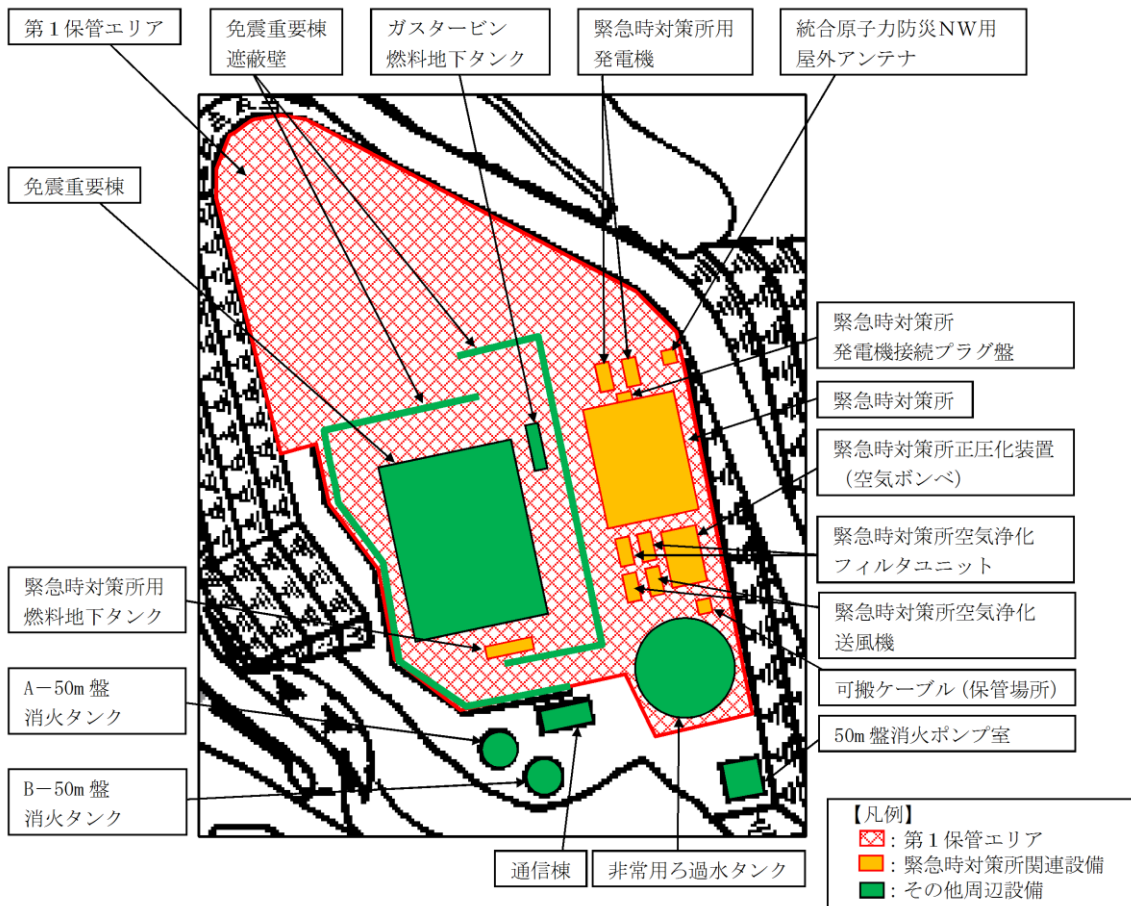 第1保管エリア
免震重要棟
遮蔽壁
ガスタービン
燃料地下タンク
緊急時対策所用
発電機
統合原子力防災NW用
屋外アンテナ
免震重要棟
緊急時対策所
発電機接続プラグ盤
緊急時対策所
緊急時対策所正圧化装置
(空気ボンベ)
緊急時対策所空気浄化
フィルタユニット
緊急時対策所用
燃料地下タンク
緊急時対策所空気浄化
送風機
A-50m盤
消火タンク
可搬ケーブル(保管場所)
50m盤消火ポンプ室
B-50m盤
消火タンク
通信棟
非常用ろ過水タンク
【凡例】
:第1保管エリア
:緊急時対策所関連設備
:その他周辺設備